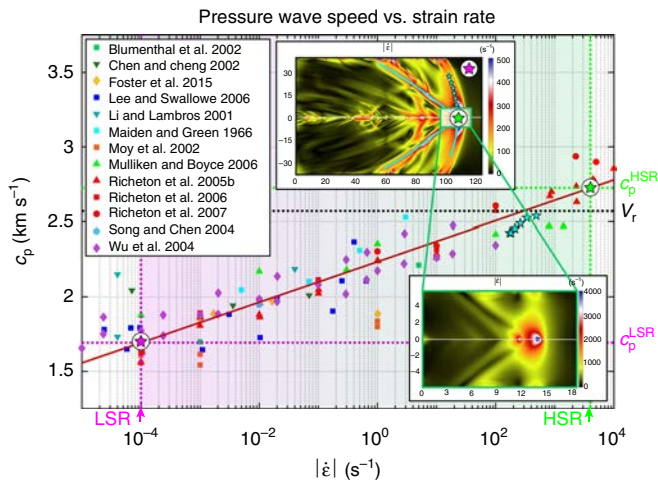 Pressure wave speed vs. strain rate
3.5
3
2.5
2
1.5
c_p (km s⁻¹)
Blumenthal et al. 2002
Chen and cheng 2002
Foster et al. 2015
Lee and Swallowe 2006
Li and Lambros 2001
Maiden and Green 1966
Moy et al. 2002
Mulliken and Boyce 2006
Richeton et al. 2005b
Richeton et al. 2006
Richeton et al. 2007
Song and Chen 2004
Wu et al. 2004
|ε̇|
(s⁻¹)
30
20
10
0
-10
-20
-30
0 20 40 60 80 100 120
500
400
300
200
100
0
c_p^HSR
V_r
c_p^LSR
|ε̇|
(s⁻¹)
4
2
0
-2
-4
0 3 6 9 12 15 18
4000
3000
2000
1000
0
LSR
HSR
10⁻⁴ 10⁻² 10⁰ 10² 10⁴
|ε̇| (s⁻¹)